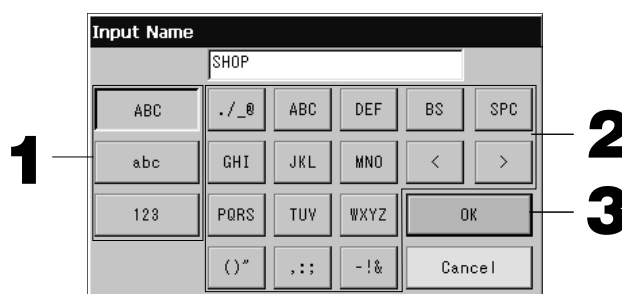 Input Name
SHOP
ABC ./_@ ABC DEF BS SPC
1 abc GHI JKL MNO < > 2
123 PQRS TUV WXYZ OK 3
()" ,:; -!& Cancel